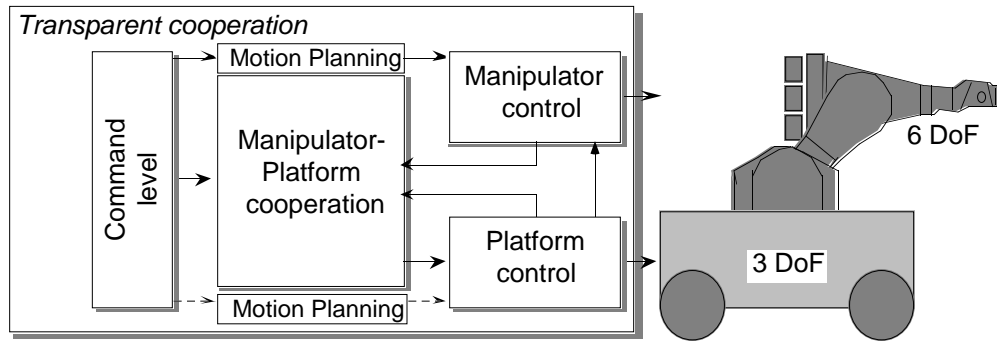 Transparent cooperation
Motion Planning
Command
level
Manipulator-
Platform
cooperation
Manipulator
control
Platform
control
Motion Planning
6 DoF
3 DoF